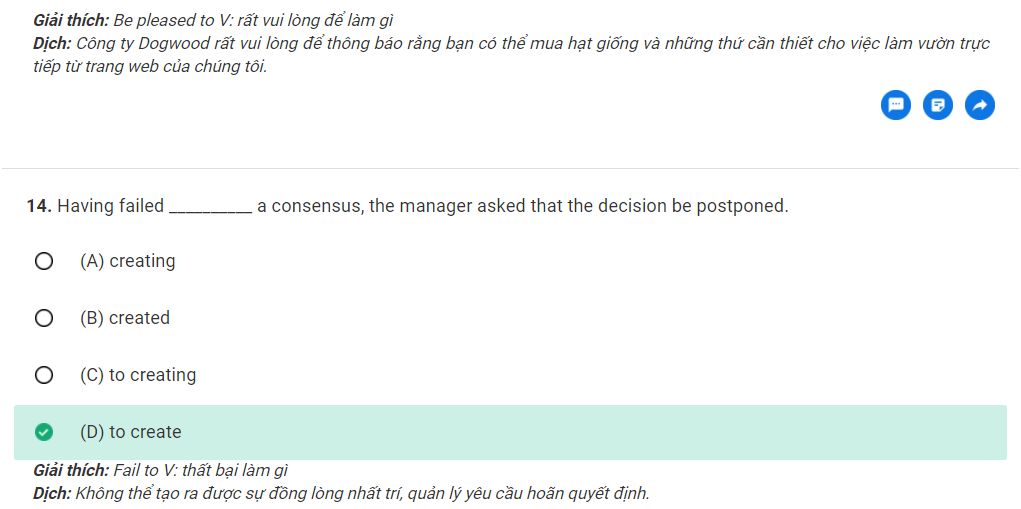 Giải thích: Be pleased to V: rất vui lòng để làm gì
Dịch: Công ty Dogwood rất vui lòng để thông báo rằng bạn có thể mua hạt giống và những thứ cần thiết cho việc làm vườn trực
tiếp từ trang web của chúng tôi.
14. Having failed __________ a consensus, the manager asked that the decision be postponed.
(A) creating
(B) created
(C) to creating
(D) to create
Giải thích: Fail to V: thất bại làm gì
Dịch: Không thể tạo ra được sự đồng lòng nhất trí, quản lý yêu cầu hoãn quyết định.